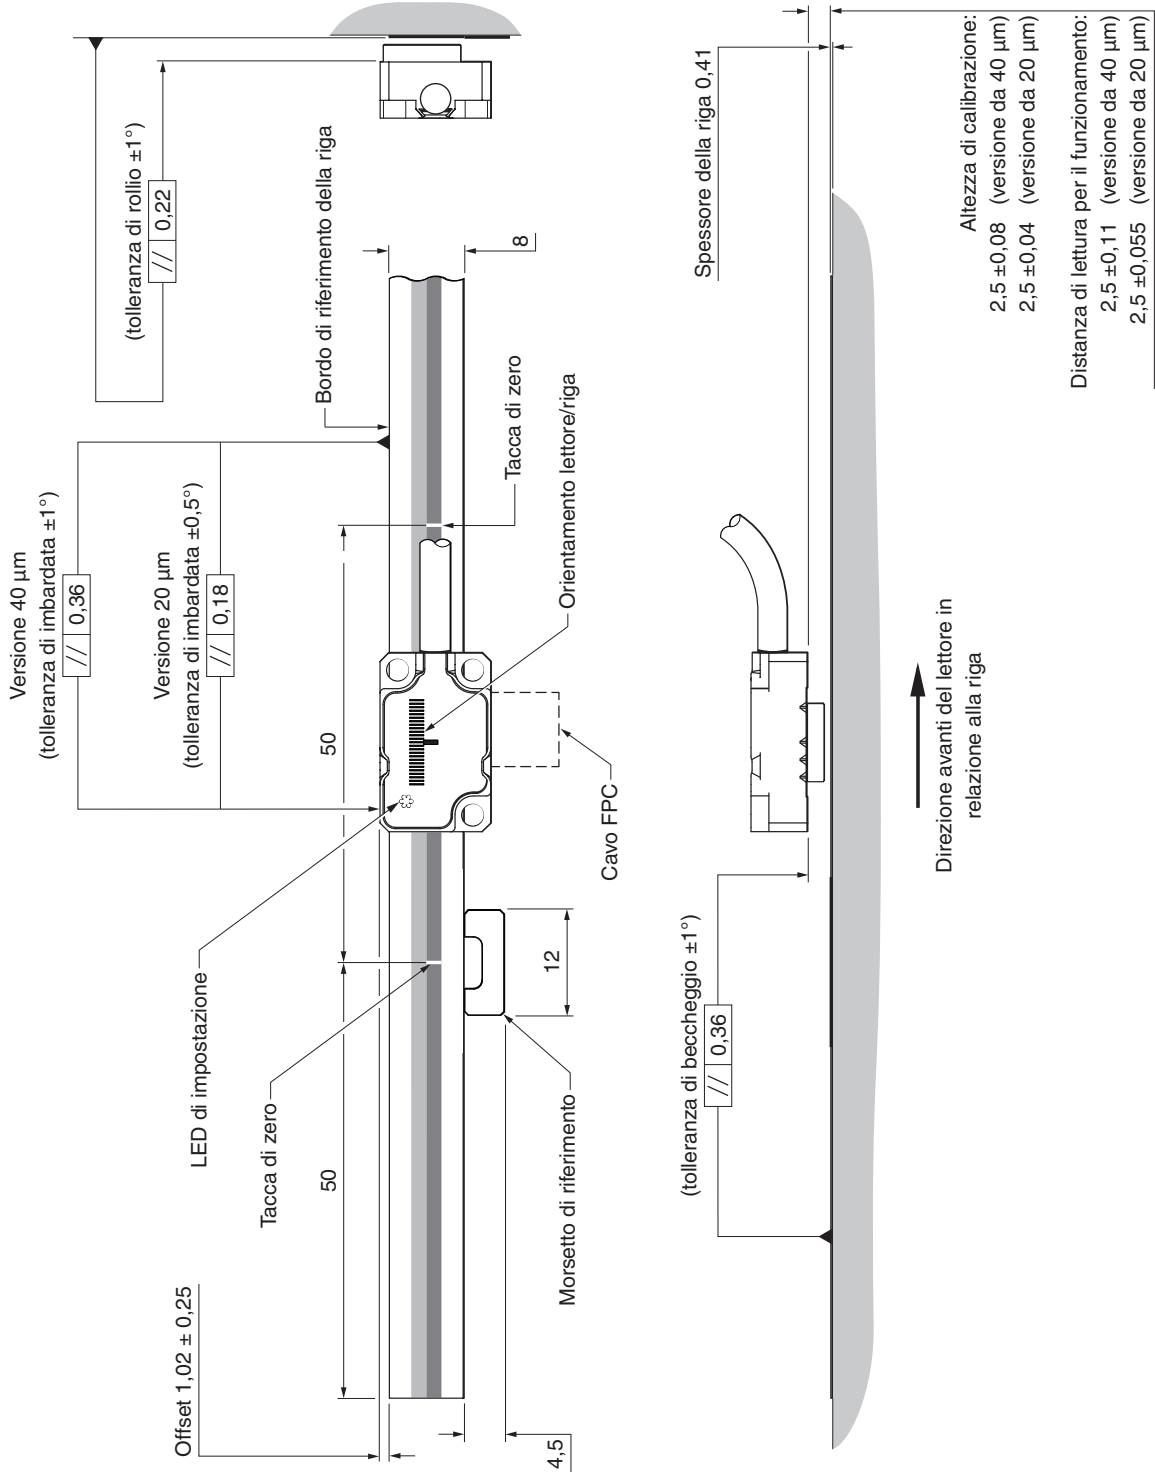 Versione 40 µm
(tolleranza di imbardata ±1°)
// 0,36
Versione 20 µm
(tolleranza di imbardata ±0,5°)
// 0,18
(tolleranza di rollio ±1°)
// 0,22
Offset 1,02 ± 0,25
LED di impostazione
Tacca di zero
Bordo di riferimento della riga
50
50
8
Tacca di zero
Orientamento lettore/riga
12
4,5
Morsetto di riferimento
Cavo FPC
(tolleranza di beccheggio ±1°)
// 0,36
Spessore della riga 0,41
Direzione avanti del lettore in
relazione alla riga
Altezza di calibrazione:
2,5 ±0,08 (versione da 40 µm)
2,5 ±0,04 (versione da 20 µm)
Distanza di lettura per il funzionamento:
2,5 ±0,11 (versione da 40 µm)
2,5 ±0,055 (versione da 20 µm)